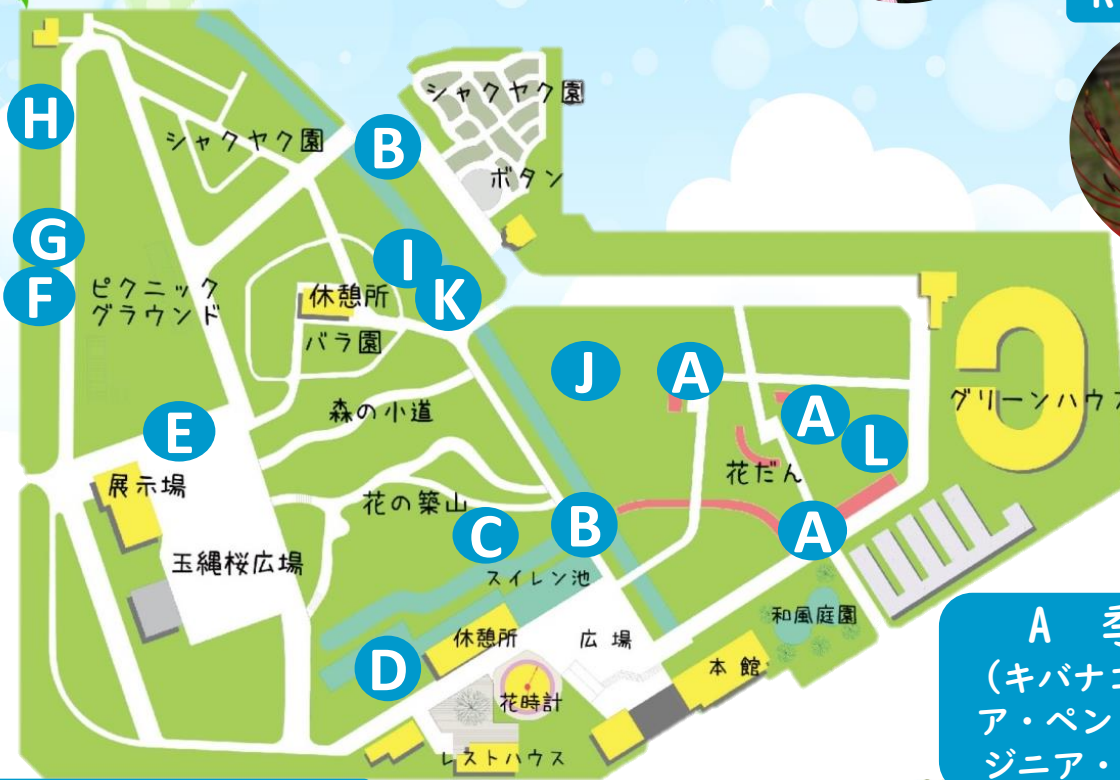 シャクヤク園
H
シャクヤク園
B
ボタン
G
I
F
ピクニック
グラウンド
休憩所
K
バラ園
J
A
グリーンハウス
森の小道
E
A
L
展示場
花だん
花の築山
C
B
A
玉縄桜広場
スイレン池
和風庭園
休憩所
広場
D
本館
花時計
レストハウス
A 季
(キバナコ
ア・ペン
ジニア・